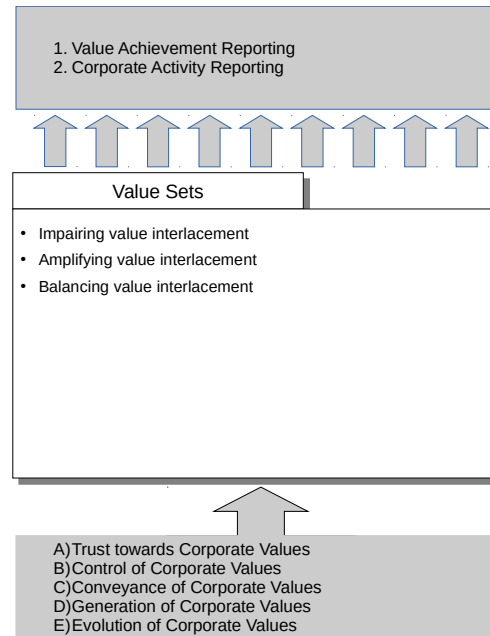 1. Value Achievement Reporting
2. Corporate Activity Reporting
Value Sets
• Impairing value interlacement
• Amplifying value interlacement
• Balancing value interlacement
A)Trust towards Corporate Values
B)Control of Corporate Values
C)Conveyance of Corporate Values
D)Generation of Corporate Values
E)Evolution of Corporate Values